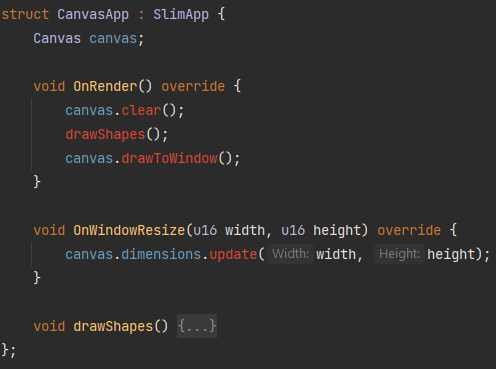 struct CanvasApp : SlimApp {
    Canvas canvas;

    void OnRender() override {
        canvas.clear();
        drawShapes();
        canvas.drawToWindow();
    }

    void OnWindowResize(u16 width, u16 height) override {
        canvas.dimensions.update( Width: width, Height: height);
    }

    void drawShapes() {...}
};